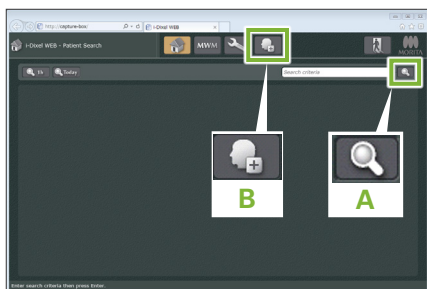 http://capture-box/
i-Dixel WEB
i-Dixel WEB - Patient Search
MWM
MORITA
16
Today
Search criteria
B
A
Enter search criteria then press Enter.